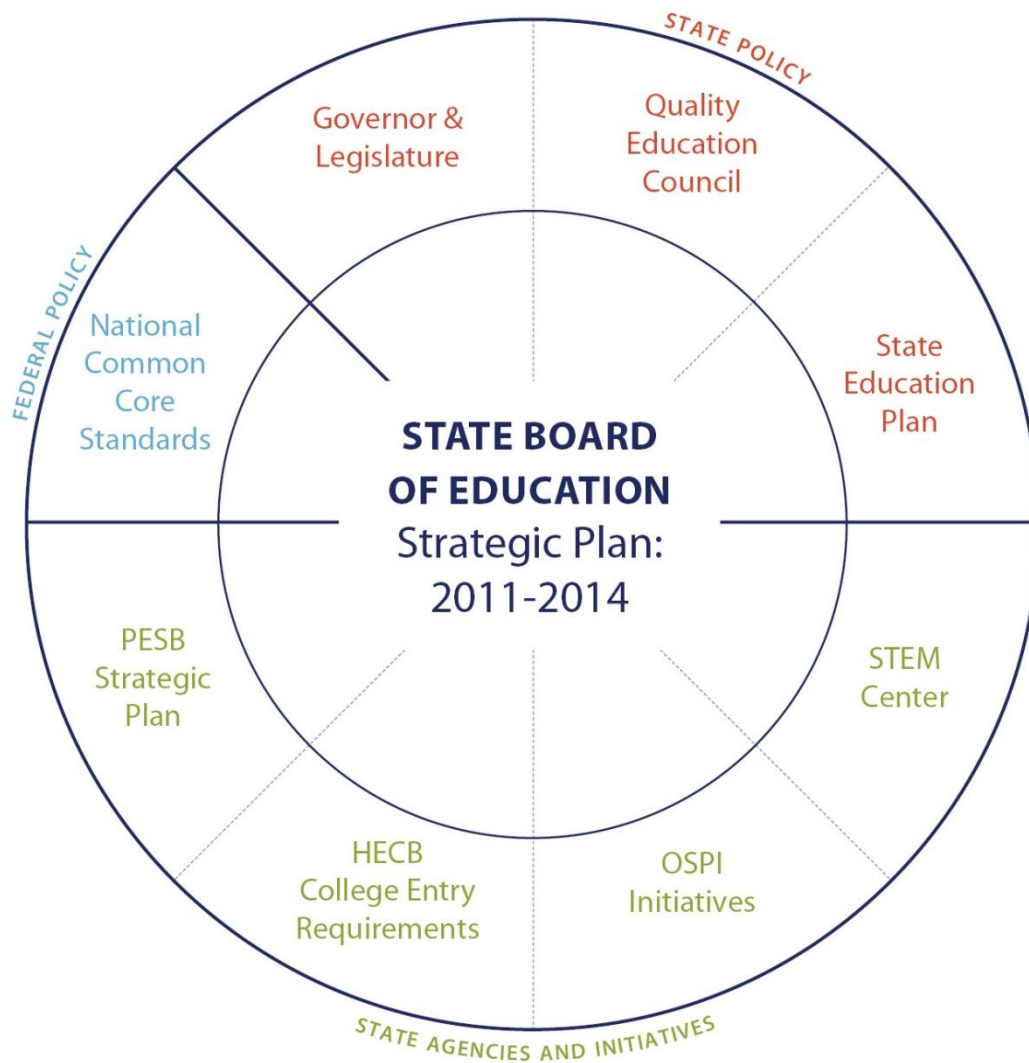 STATE POLICY
Governor &
Legislature
Quality
Education
Council
FEDERAL POLICY
National
Common
Core
Standards
State
Education
Plan
STATE BOARD
OF EDUCATION
Strategic Plan:
2011-2014
PESB
Strategic
Plan
STEM
Center
HECB
College Entry
Requirements
OSPI
Initiatives
STATE AGENCIES AND INITIATIVES